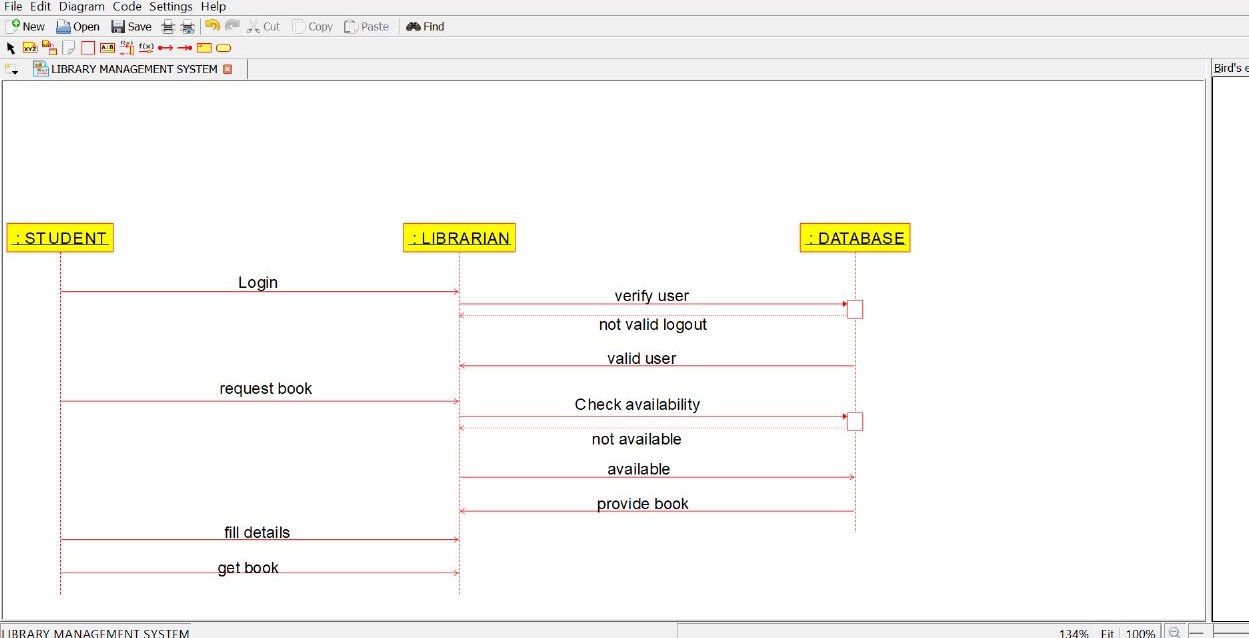 File Edit Diagram Code Settings Help
New Open Save Cut Copy Paste Find
XYZ A:B f(x) f(x)
LIBRARY MANAGEMENT SYSTEM
Bird's e
: STUDENT : LIBRARIAN : DATABASE
Login
verify user
not valid logout
valid user
request book
Check availability
not available
available
provide book
fill details
get book
LIBRARY MANAGEMENT SYSTEM
134% Fit 100%